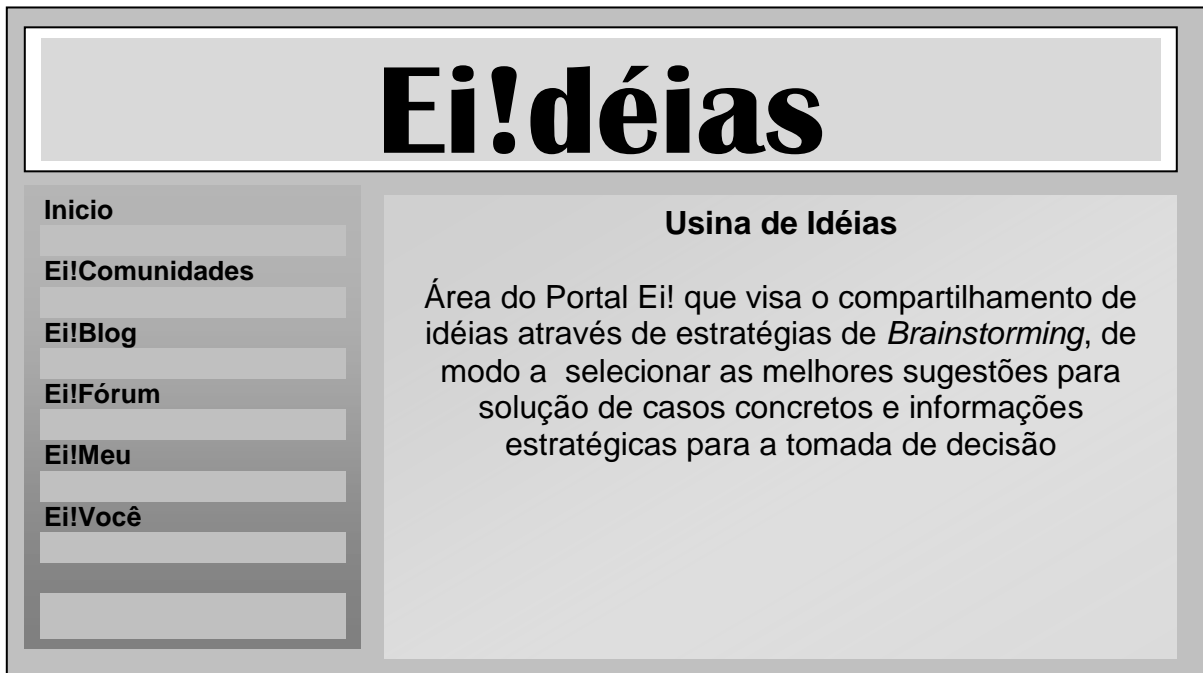 Ei!déias
Inicio
Ei!Comunidades
Ei!Blog
Ei!Fórum
Ei!Meu
Ei!Você
Usina de Idéias
Área do Portal Ei! que visa o compartilhamento de
idéias através de estratégias de Brainstorming, de
modo a  selecionar as melhores sugestões para
solução de casos concretos e informações
estratégicas para a tomada de decisão